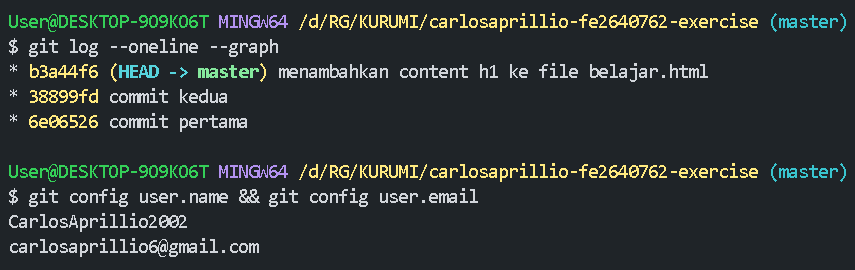 User@DESKTOP-9O9KO6T MINGW64 /d/RG/KURUMI/carlosaprillio-fe2640762-exercise (master)
$ git log --oneline --graph
* b3a44f6 (HEAD -> master) menambahkan content h1 ke file belajar.html
* 38899fd commit kedua
* 6e06526 commit pertama
User@DESKTOP-9O9KO6T MINGW64 /d/RG/KURUMI/carlosaprillio-fe2640762-exercise (master)
$ git config user.name && git config user.email
CarlosAprillio2002
carlosaprillio6@gmail.com